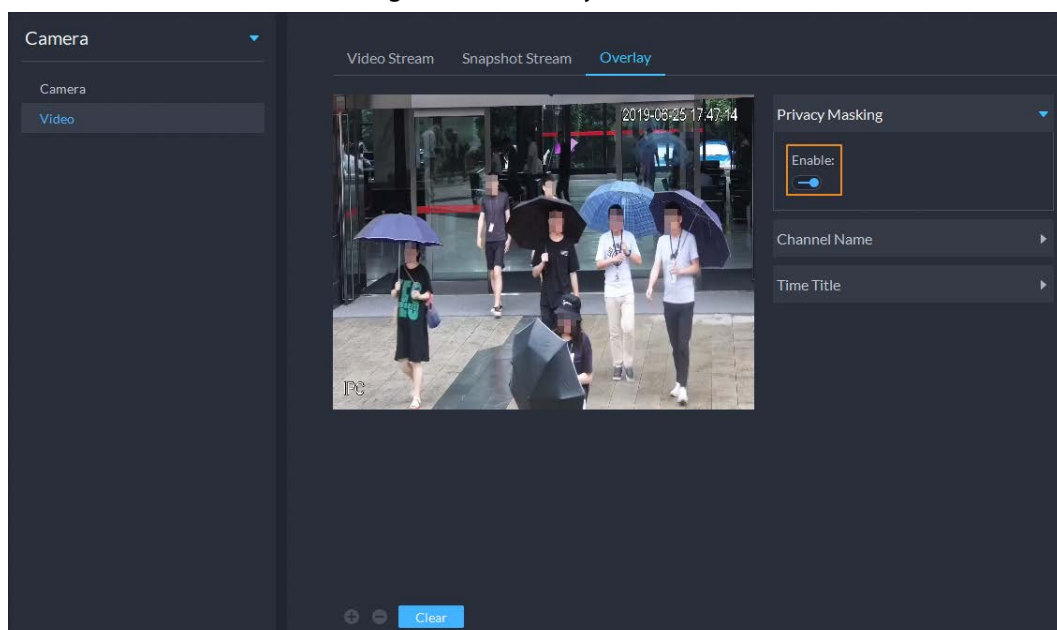 Camera
Camera
Video
Video Stream Snapshot Stream Overlay
2019-06-25 17:47:14
IPC
Privacy Masking
Enable:
Channel Name
Time Title
Clear